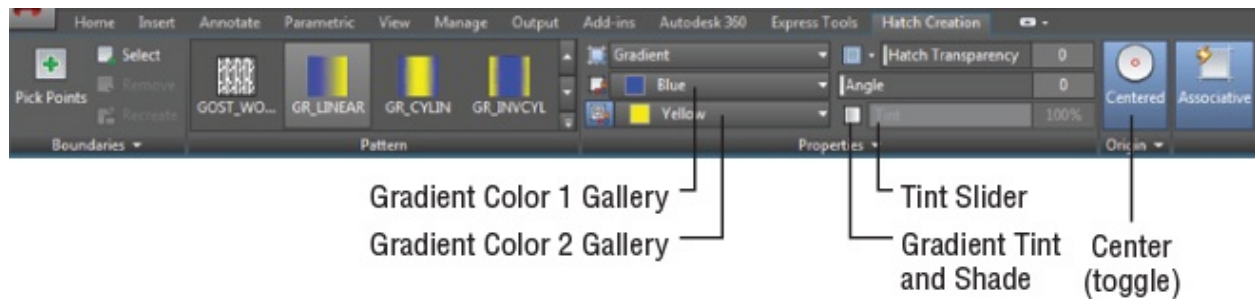 Home Insert Annotate Parametric View Manage Output Add-ins Autodesk 360 Express Tools Hatch Creation
Pick Points
Select
Remove
Recreate
Boundaries
GOST_WO... GR_LINEAR GR_CYLIN GR_INVCYL
Pattern
Gradient
Blue
Yellow
Hatch Transparency 0
Angle 0
Tint 100%
Properties
Centered
Origin
Associative
Gradient Color 1 Gallery
Gradient Color 2 Gallery
Tint Slider
Gradient Tint
and Shade
Center
(toggle)